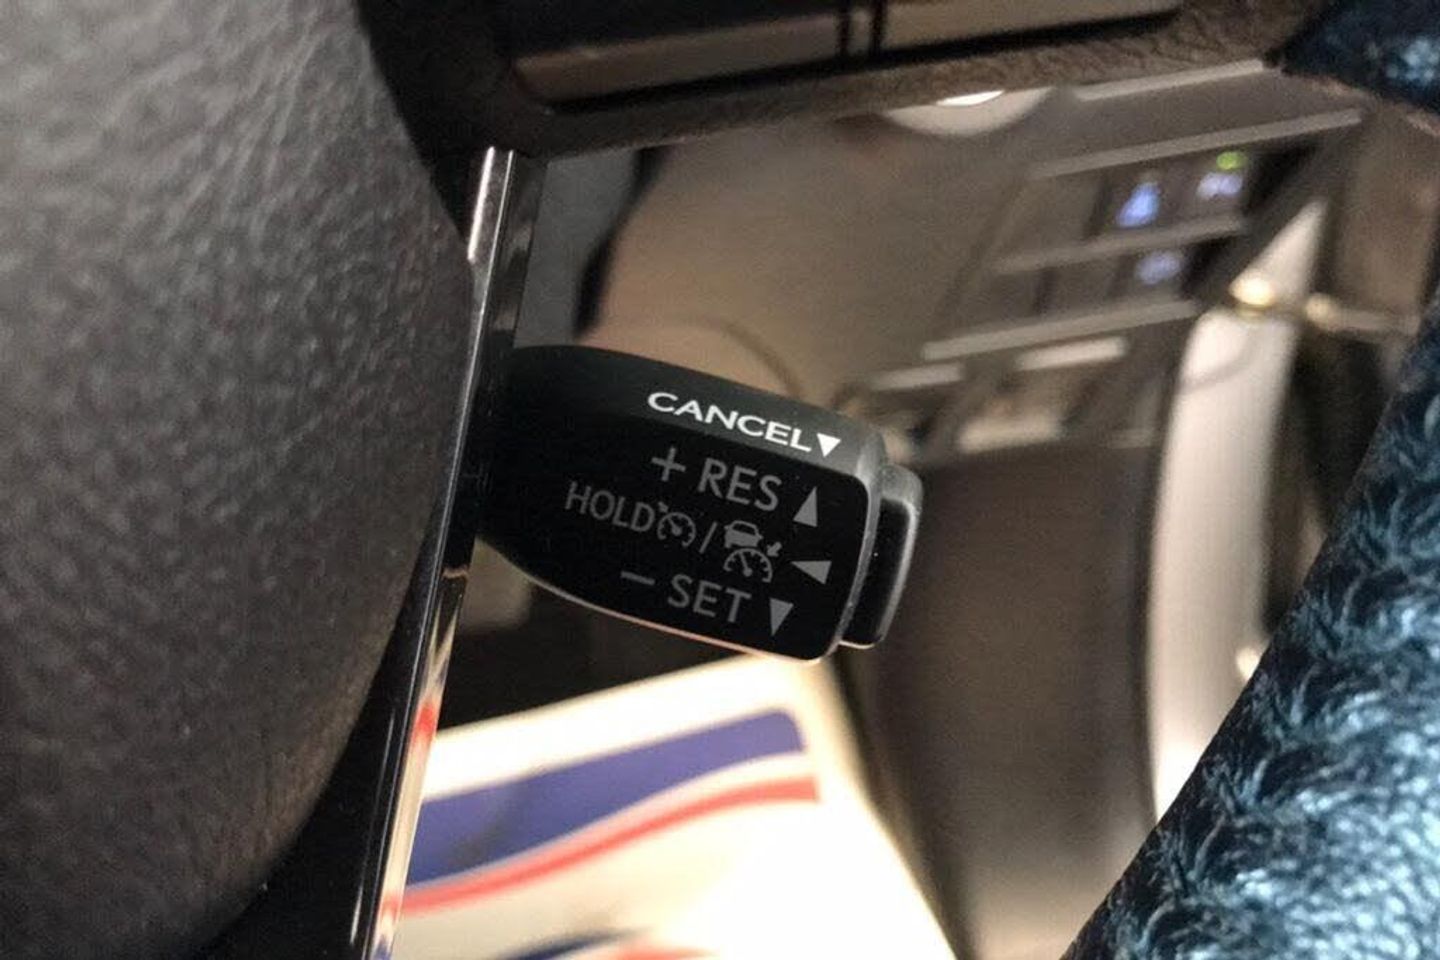 CANCEL▼
+ RES ▲
HOLD / ◀
− SET ▼